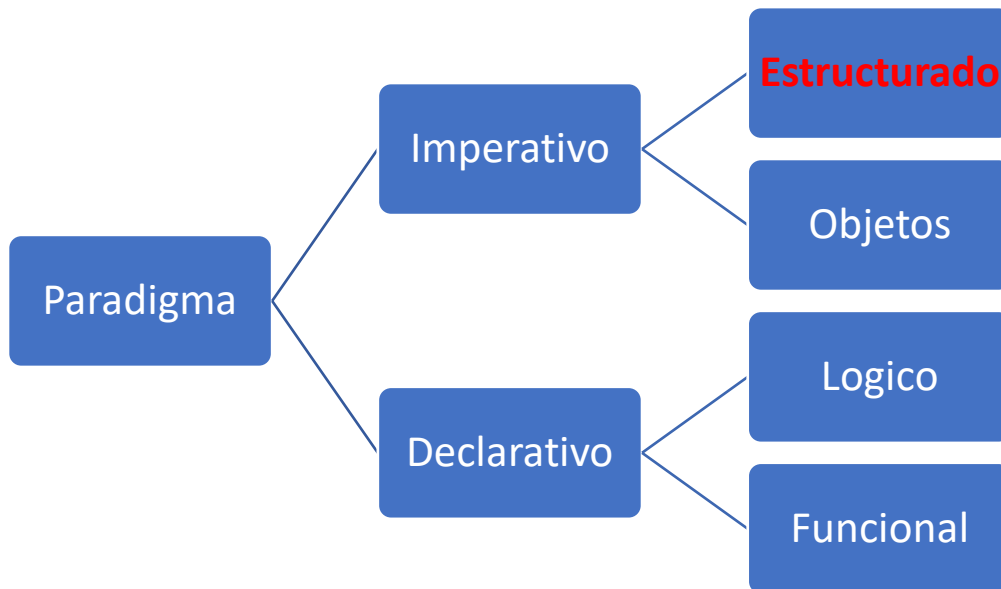 Paradigma
Imperativo
Estructurado
Objetos
Declarativo
Logico
Funcional